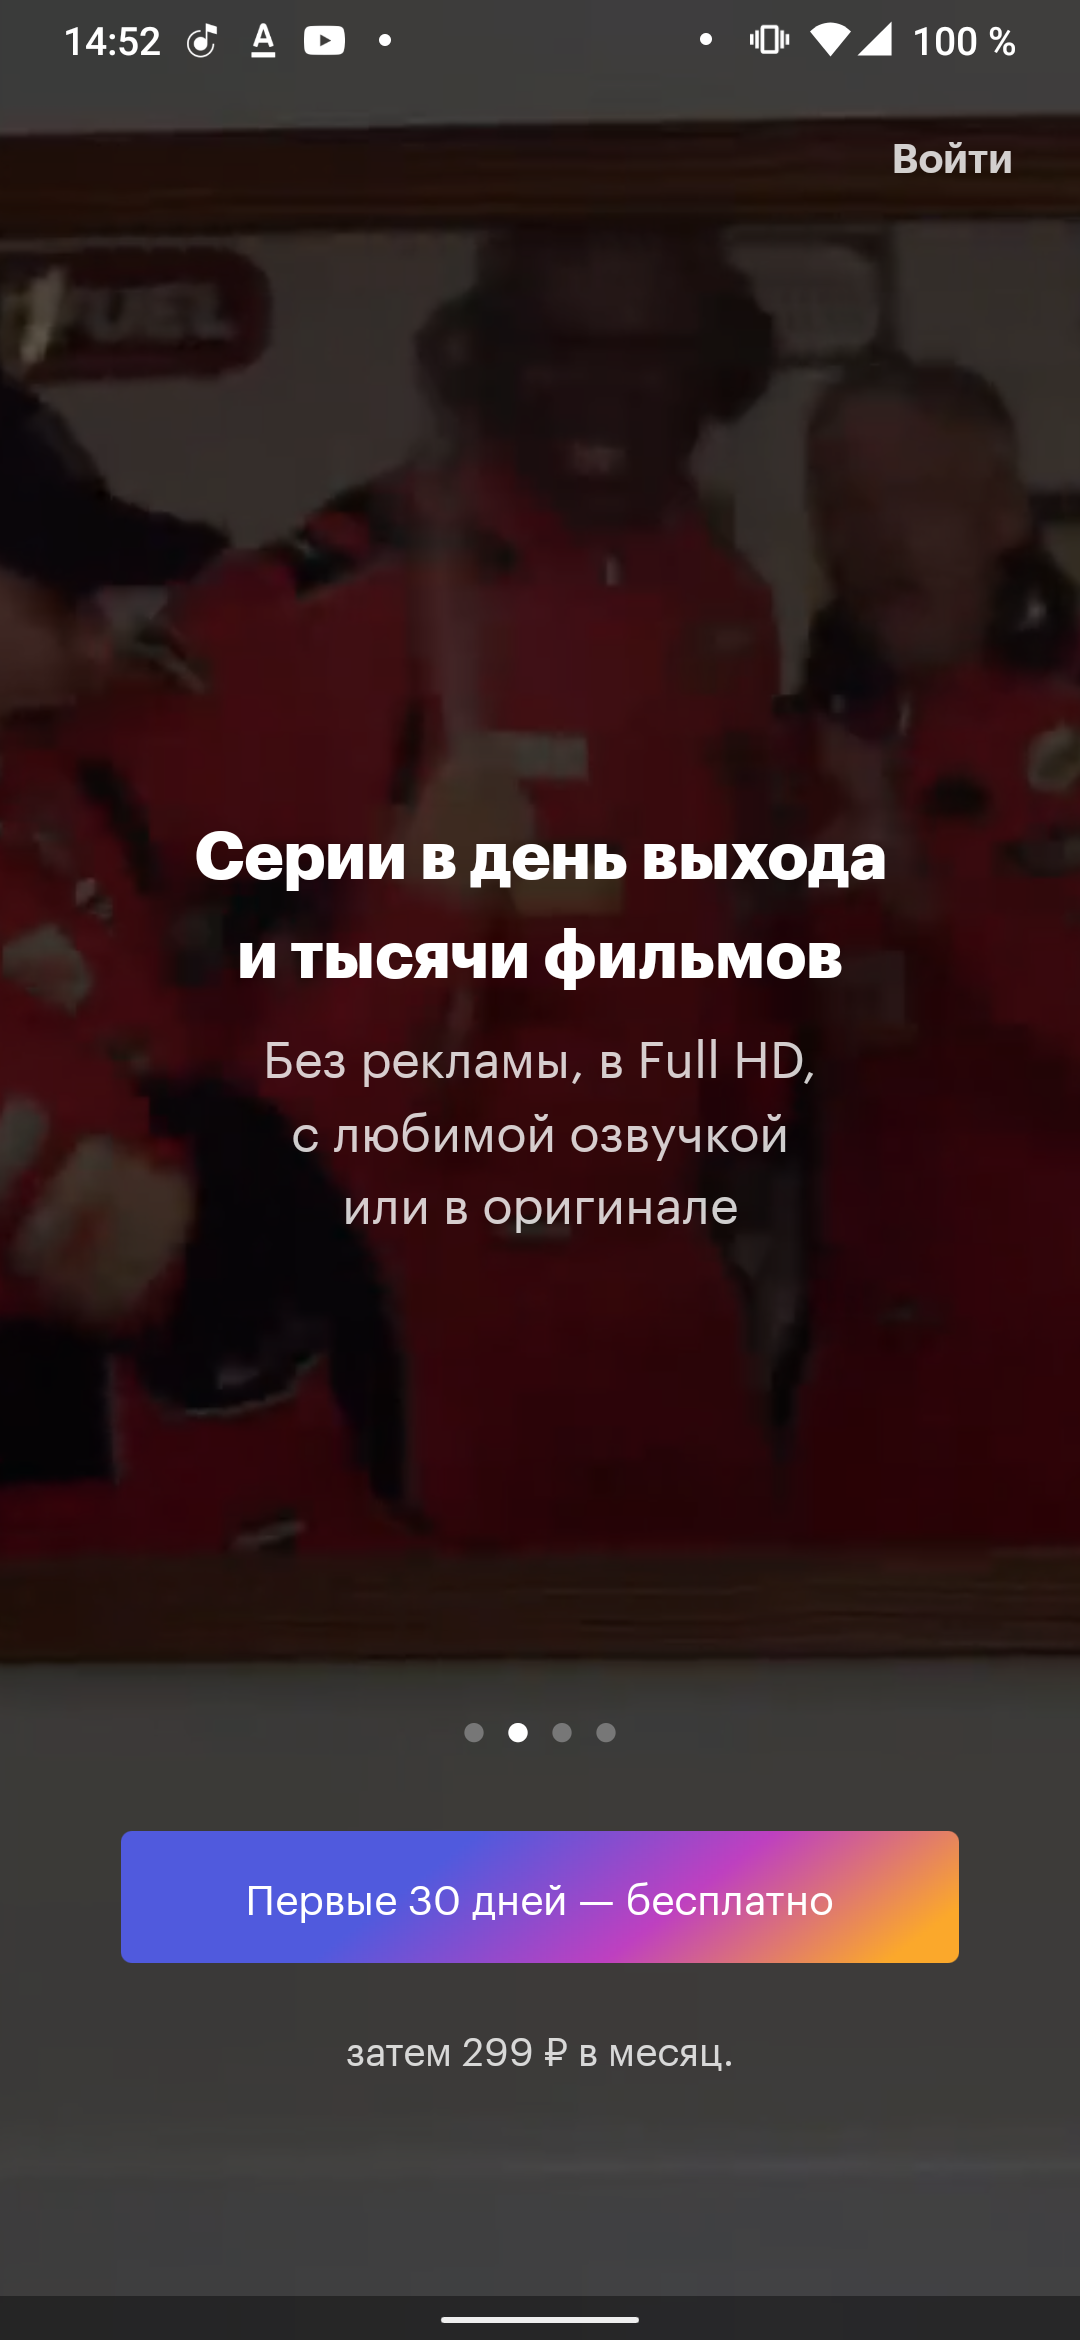 14:52
100 %
Войти
FUEL
Серии в день выхода
и тысячи фильмов
Без рекламы, в Full HD,
с любимой озвучкой
или в оригинале
Первые 30 дней — бесплатно
затем 299 ₽ в месяц.